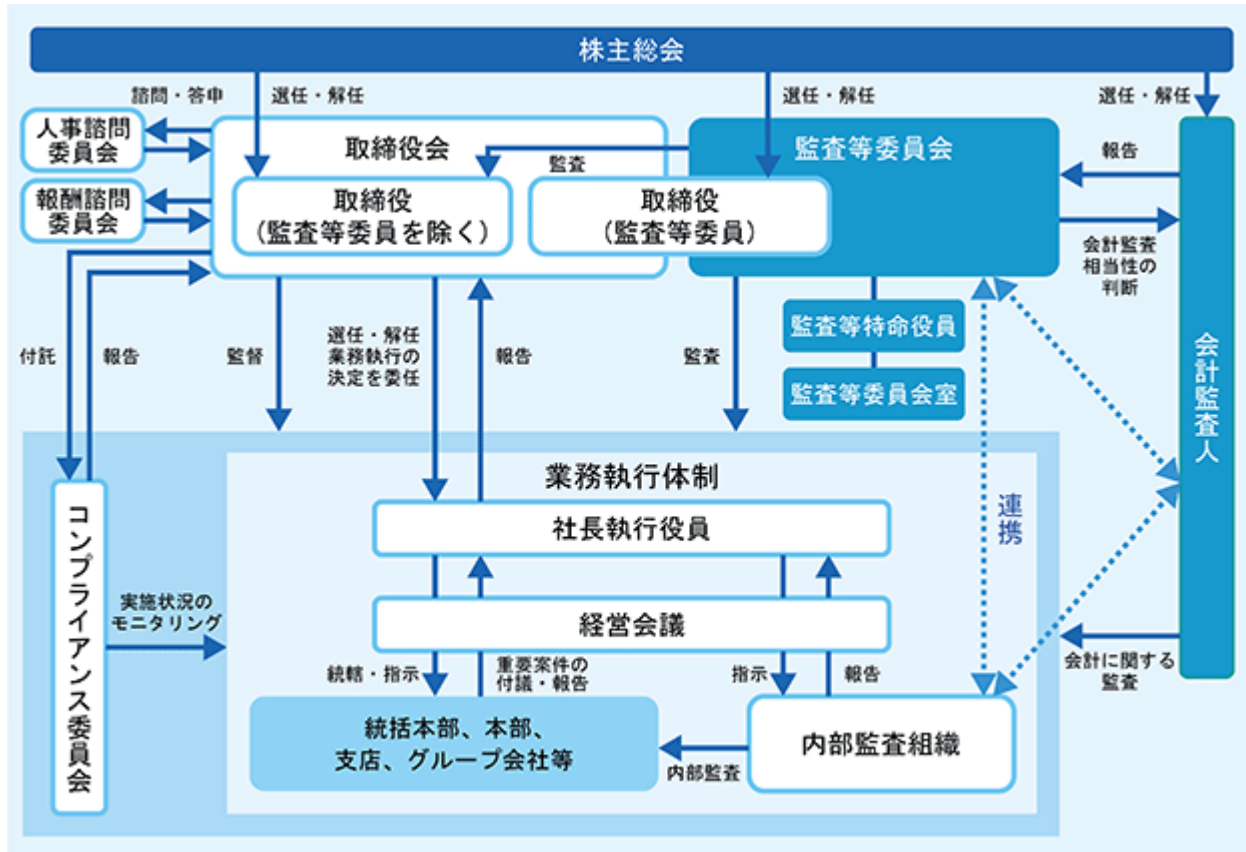 株主総会
諮問・答申
選任・解任
選任・解任
選任・解任
人事諮問
委員会
報酬諮問
委員会
取締役会
取締役
(監査等委員を除く)
監査
監査等委員会
取締役
(監査等委員)
報告
会計監査
相当性の
判断
会計監査人
付託
報告
監督
選任・解任
業務執行の
決定を委任
報告
監査
監査等特命役員
監査等委員会室
連携
業務執行体制
社長執行役員
経営会議
コンプライアンス委員会
実施状況の
モニタリング
統轄・指示
重要案件の
付議・報告
指示
報告
会計に関する
監査
統括本部、本部、
支店、グループ会社等
内部監査
内部監査組織